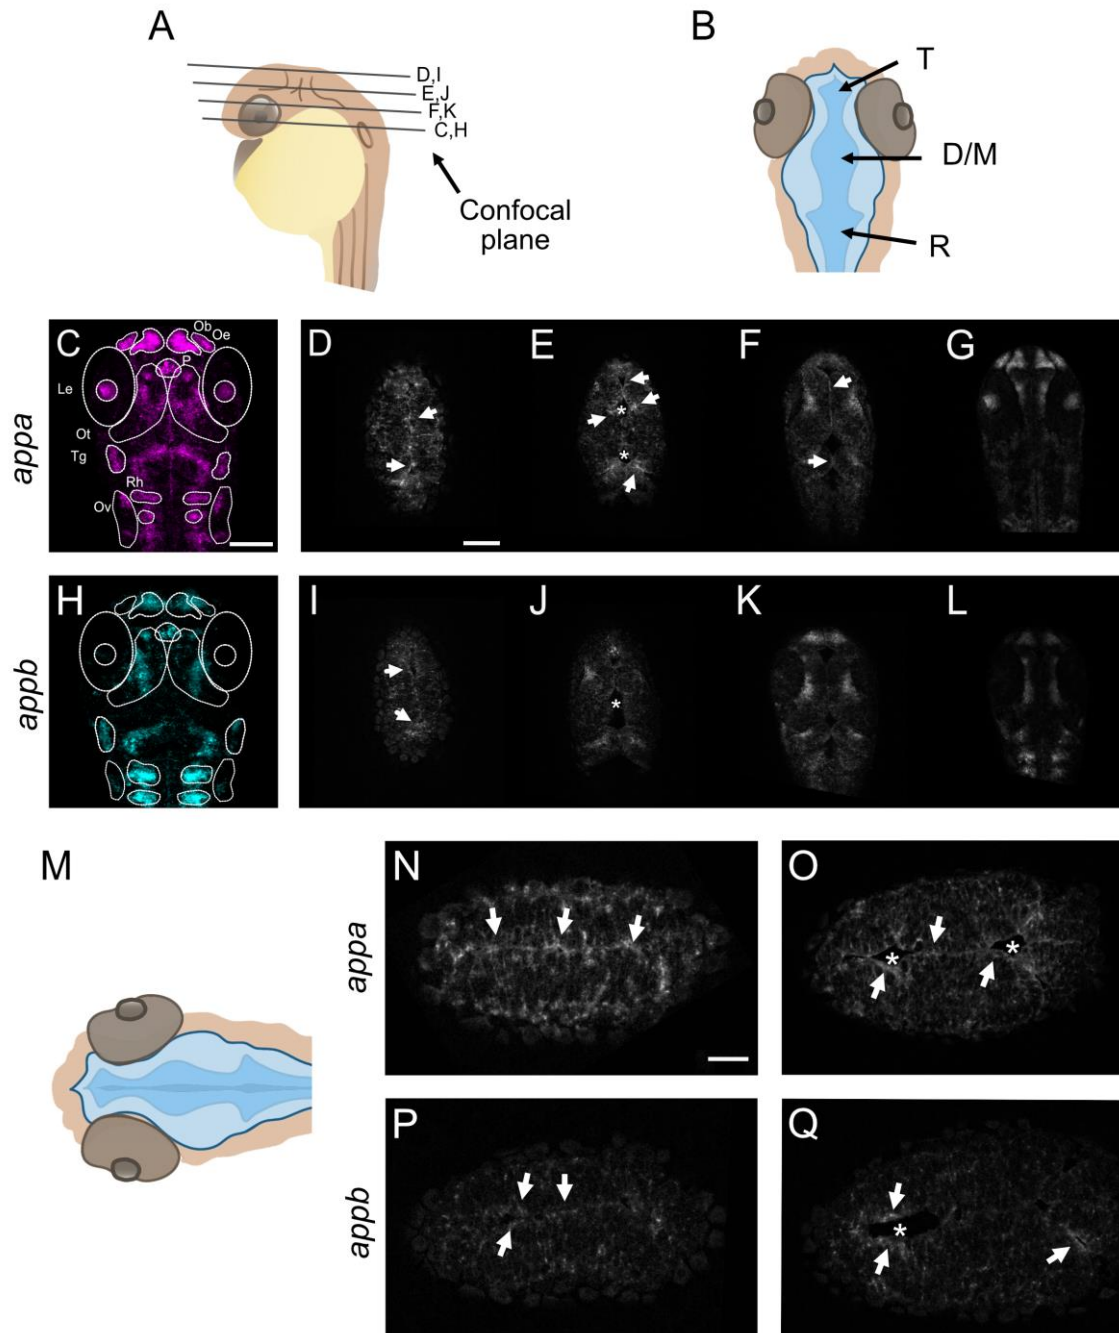 A
D,I
E,J
F,K
C,H
Confocal
plane
B
T
D/M
R
appa
C
Ob
Oe
P
Le
Ot
Tg
Rh
Ov
D
E
*
*
F
G
appb
H
I
J
*
K
L
M
appa
N
O
*
*
appb
P
Q
*